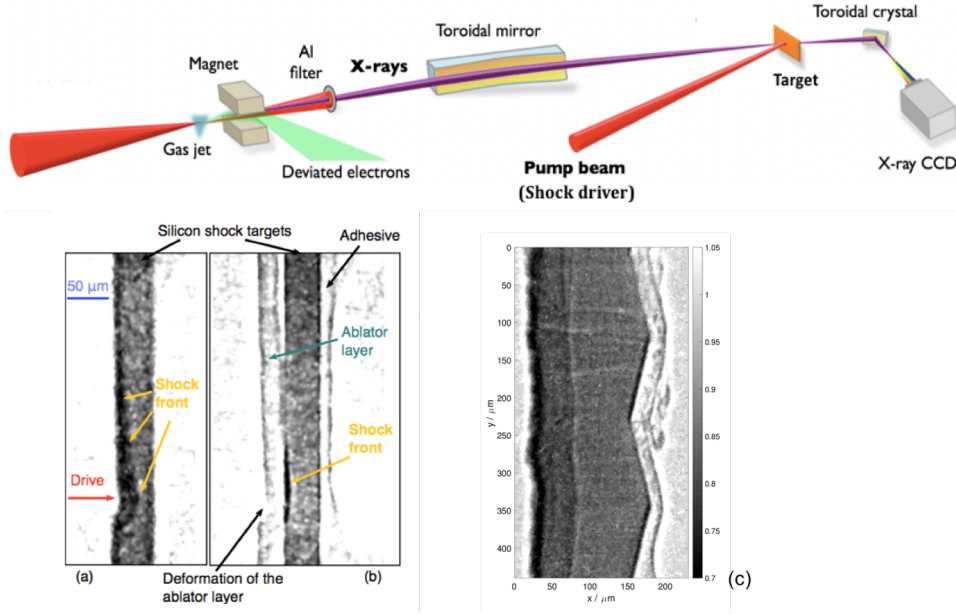 Toroidal crystal
Toroidal mirror
Al
filter
X-rays
Magnet
Target
Gas jet
Deviated electrons
Pump beam
(Shock driver)
X-ray CCD
Silicon shock targets
Adhesive
50 µm
Ablator
layer
Shock
front
Shock
front
Drive
(a)
Deformation of the
ablator layer
(b)
0
50
100
150
200
250
300
350
400
y / µm
0
50
100
150
200
x / µm
1.05
1
0.95
0.9
0.85
0.8
0.75
0.7
(c)